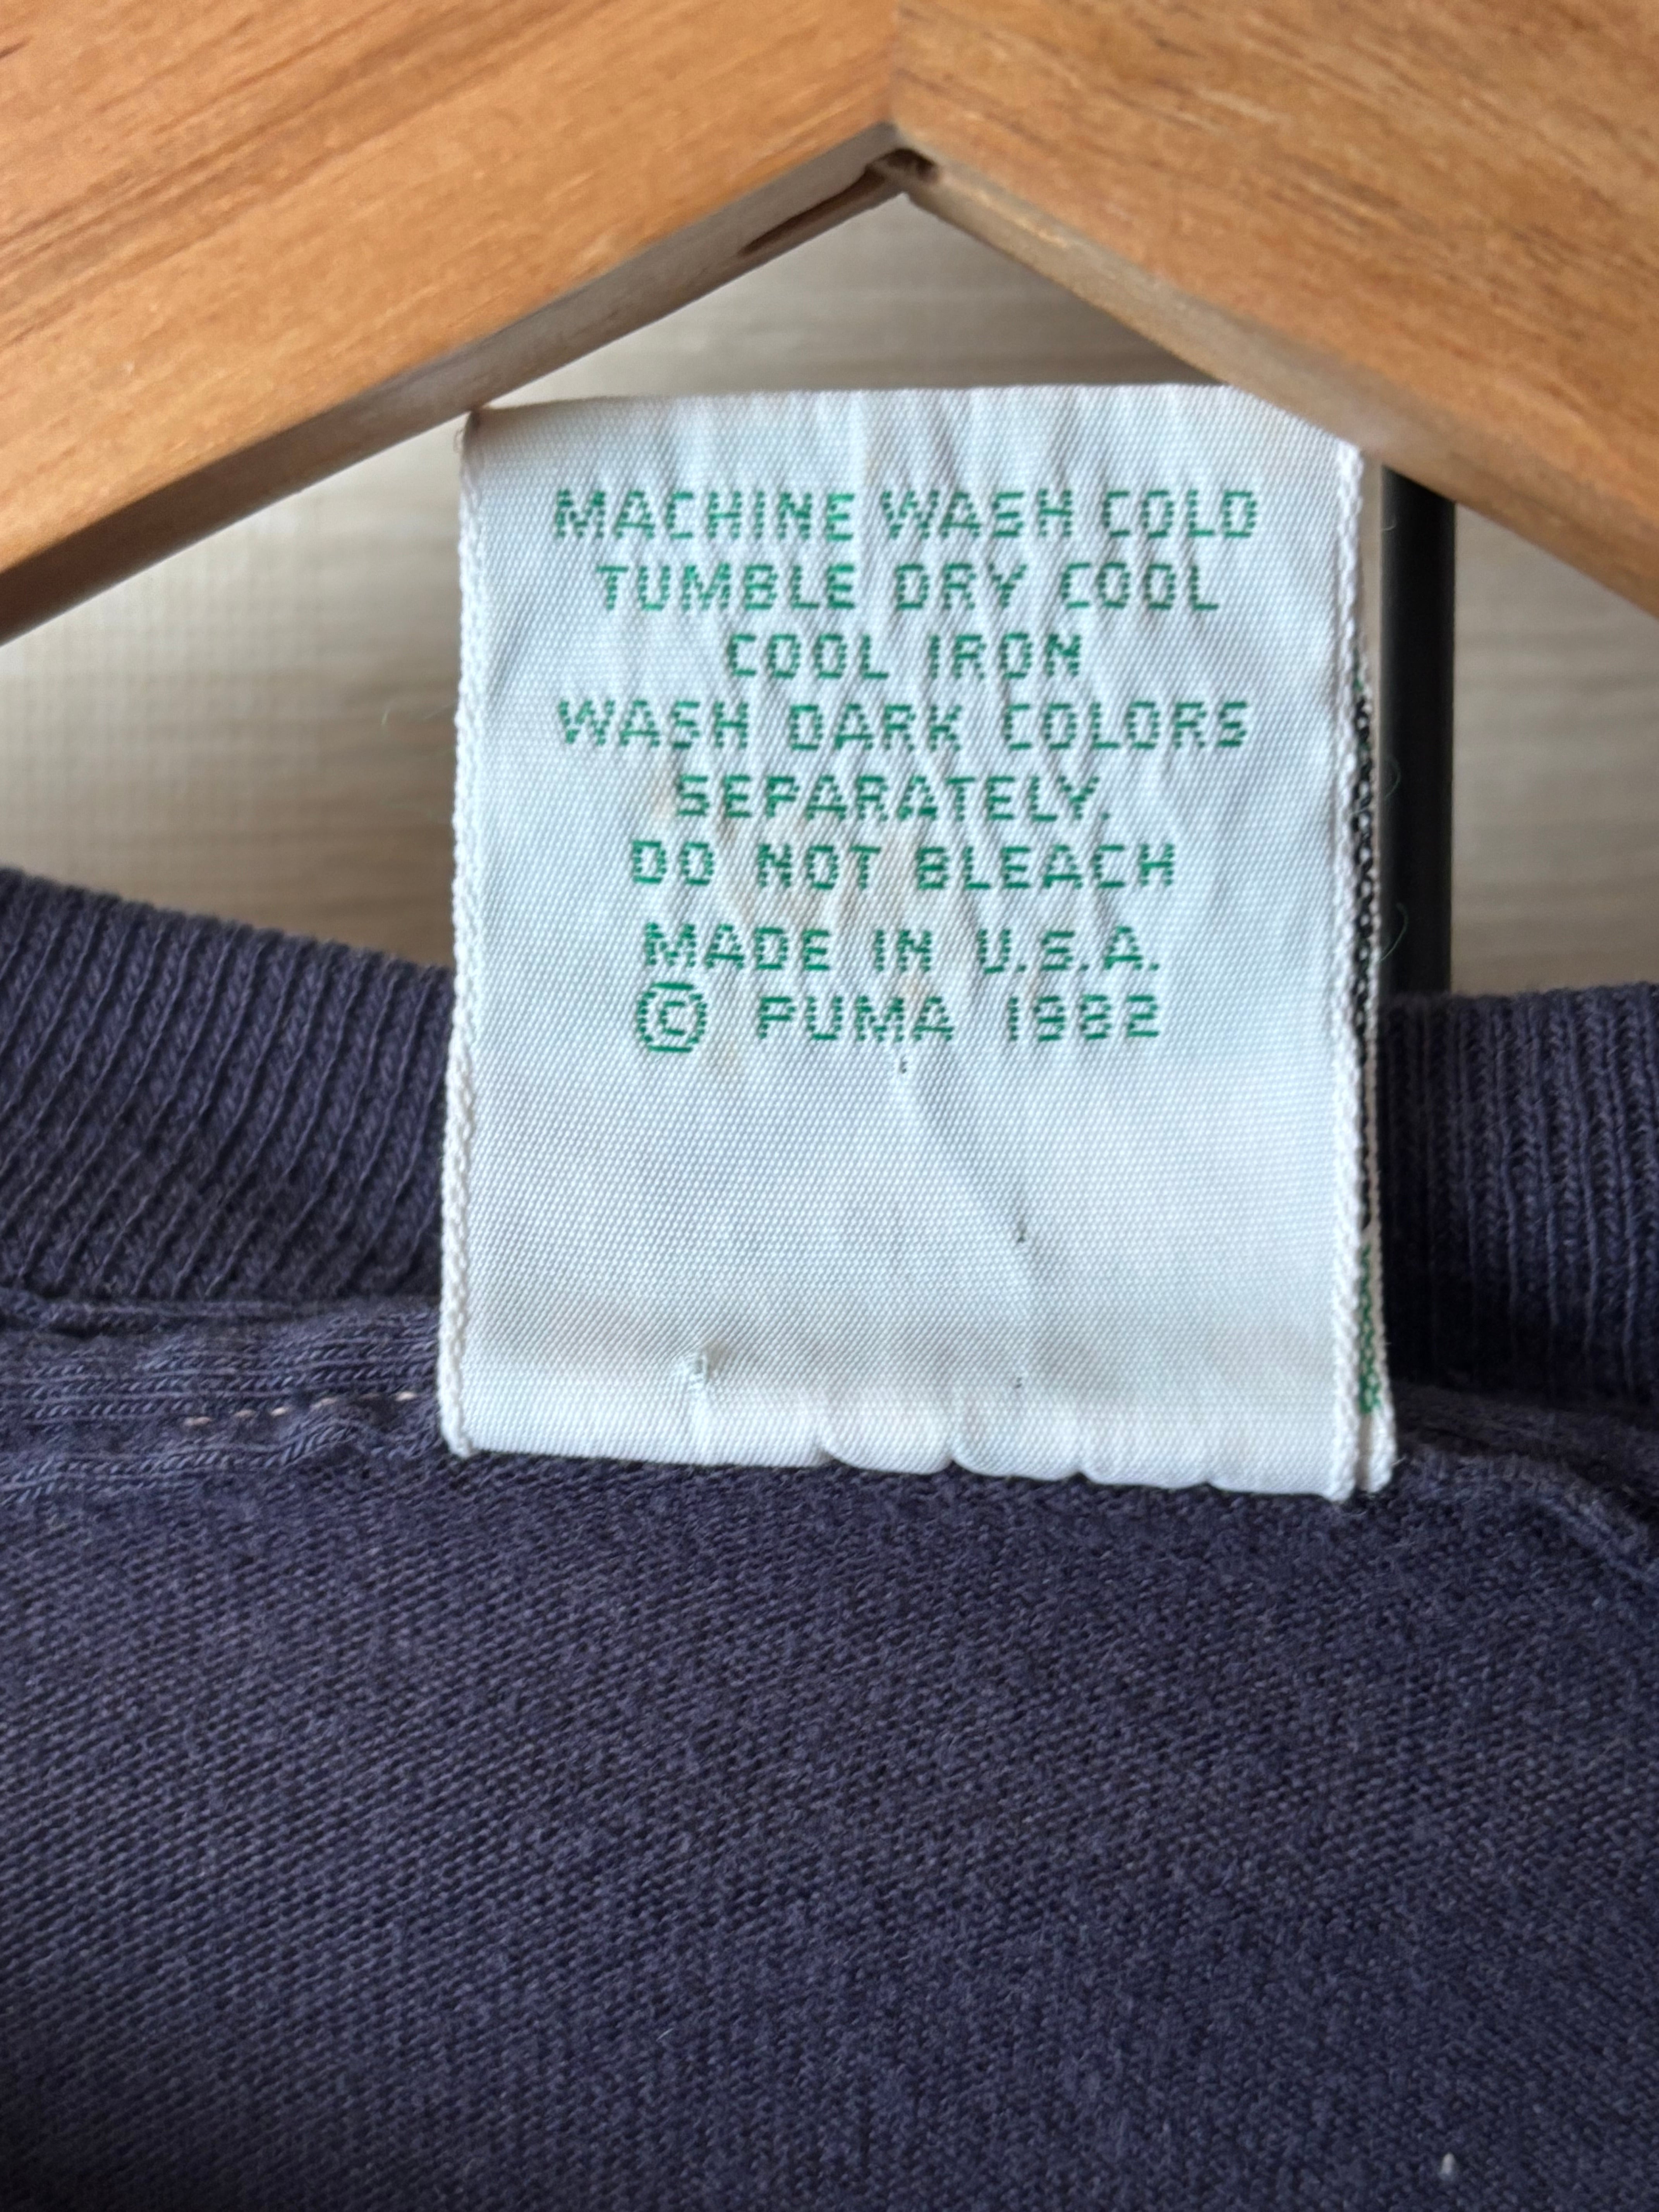 MACHINE WASH COLD
TUMBLE DRY COOL
COOL IRON
WASH DARK COLORS
SEPARATELY.
DO NOT BLEACH
MADE IN U.S.A.
© PUMA 1982